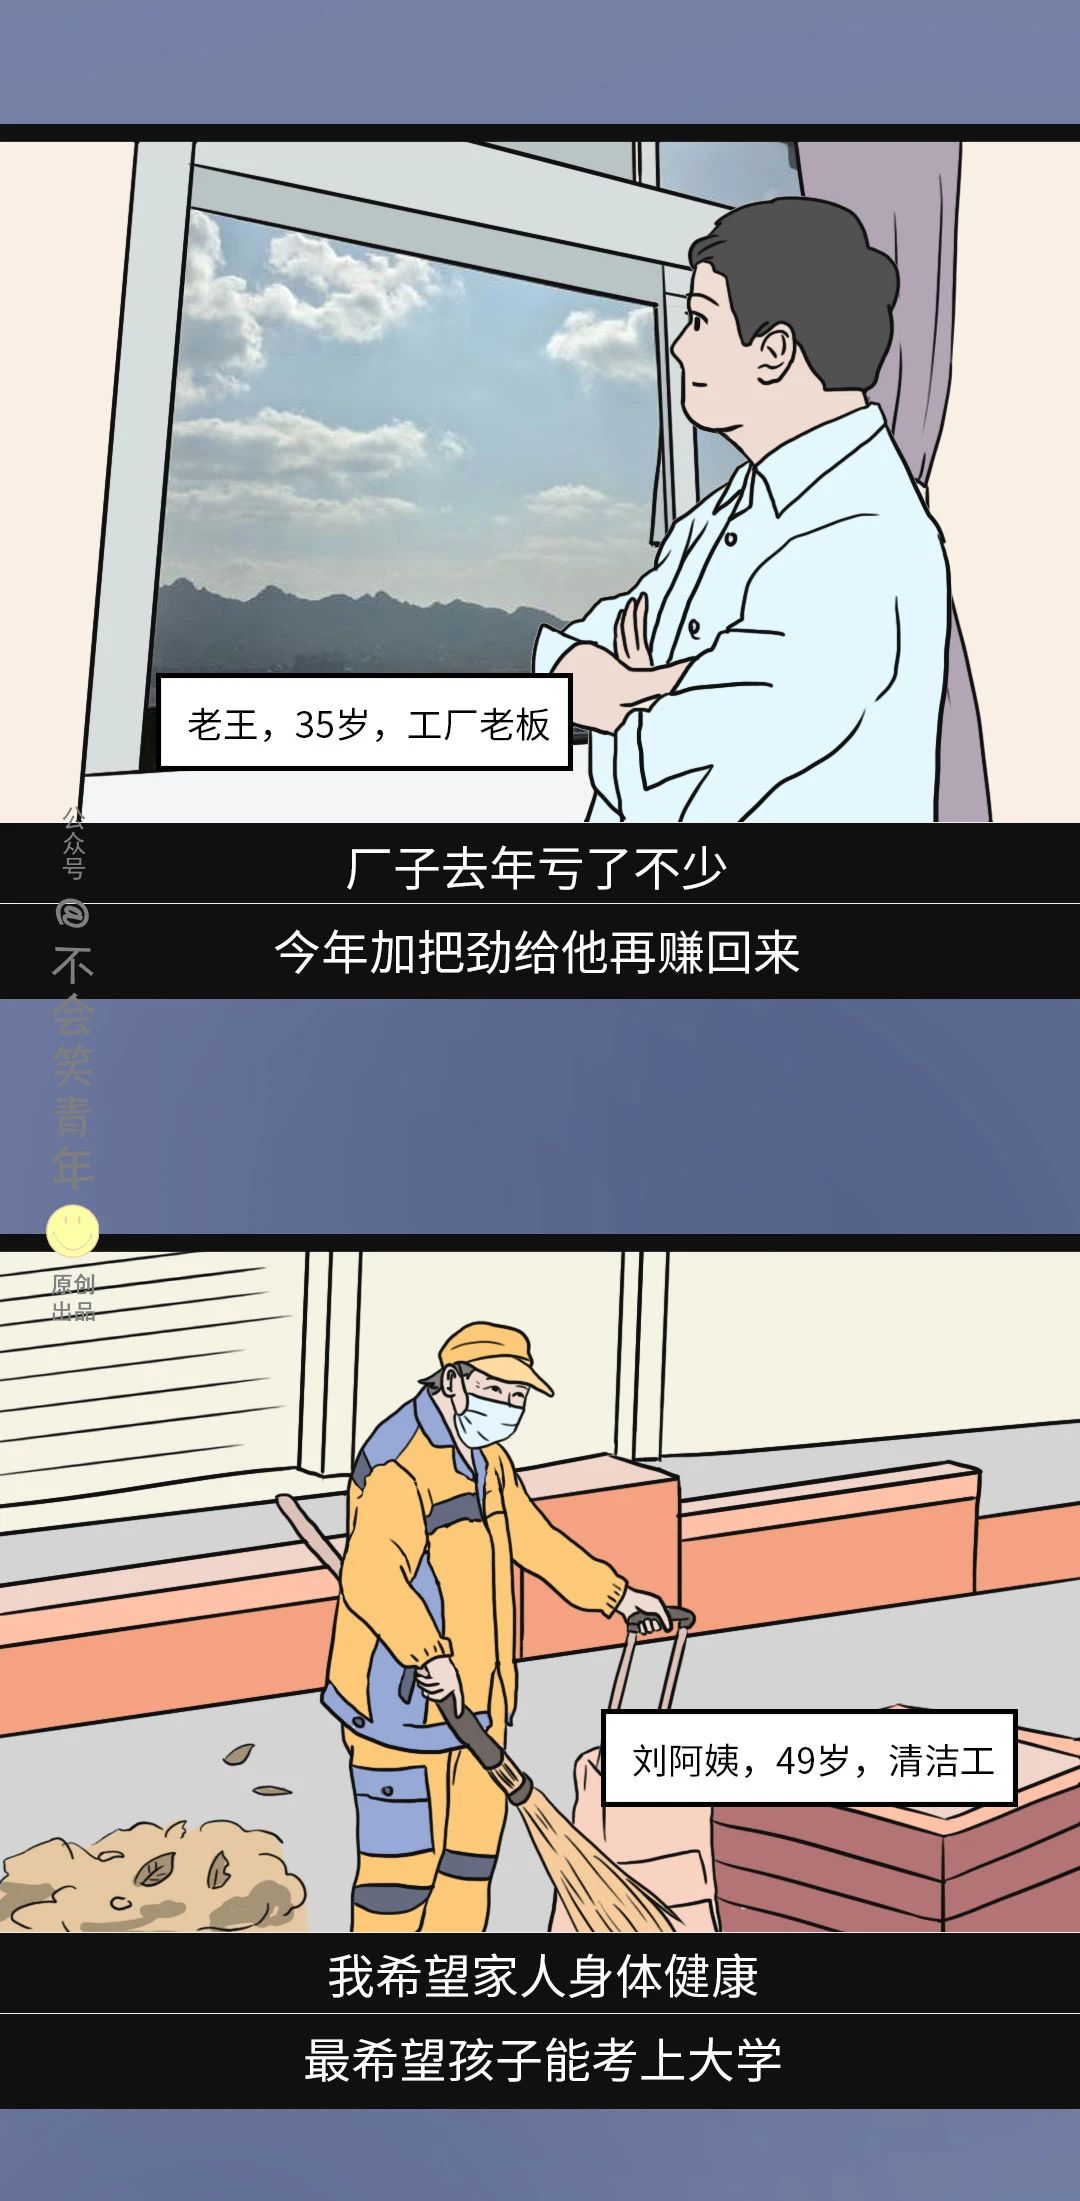 老王，35岁，工厂老板
厂子去年亏了不少
今年加把劲给他再赚回来
公众号
@不会笑青年
原创
出品
刘阿姨，49岁，清洁工
我希望家人身体健康
最希望孩子能考上大学